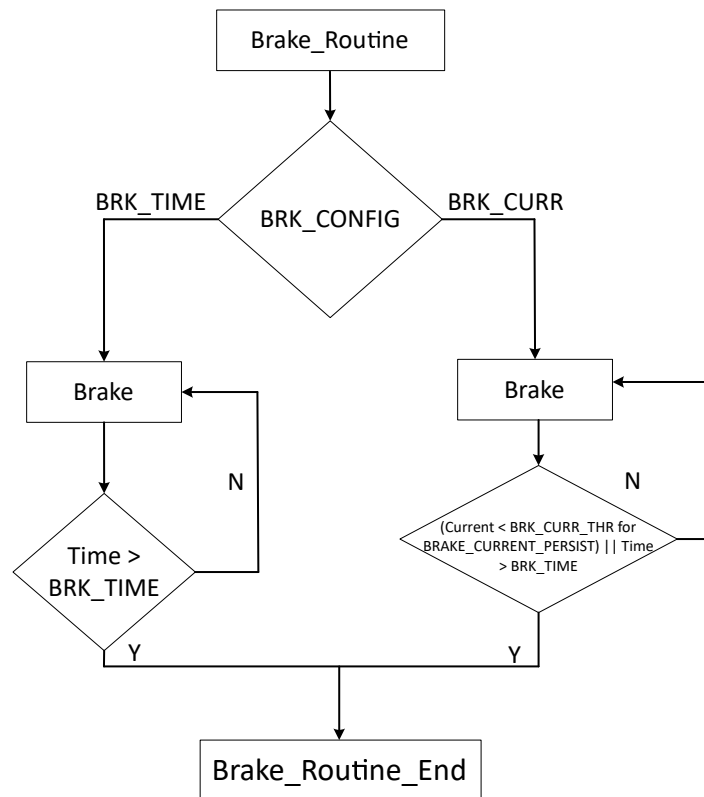 Brake_Routine
BRK_TIME
BRK_CONFIG
BRK_CURR
Brake
Brake
N
N
Time >
BRK_TIME
(Current < BRK_CURR_THR for
BRAKE_CURRENT_PERSIST) || Time
> BRK_TIME
Y
Y
Brake_Routine_End